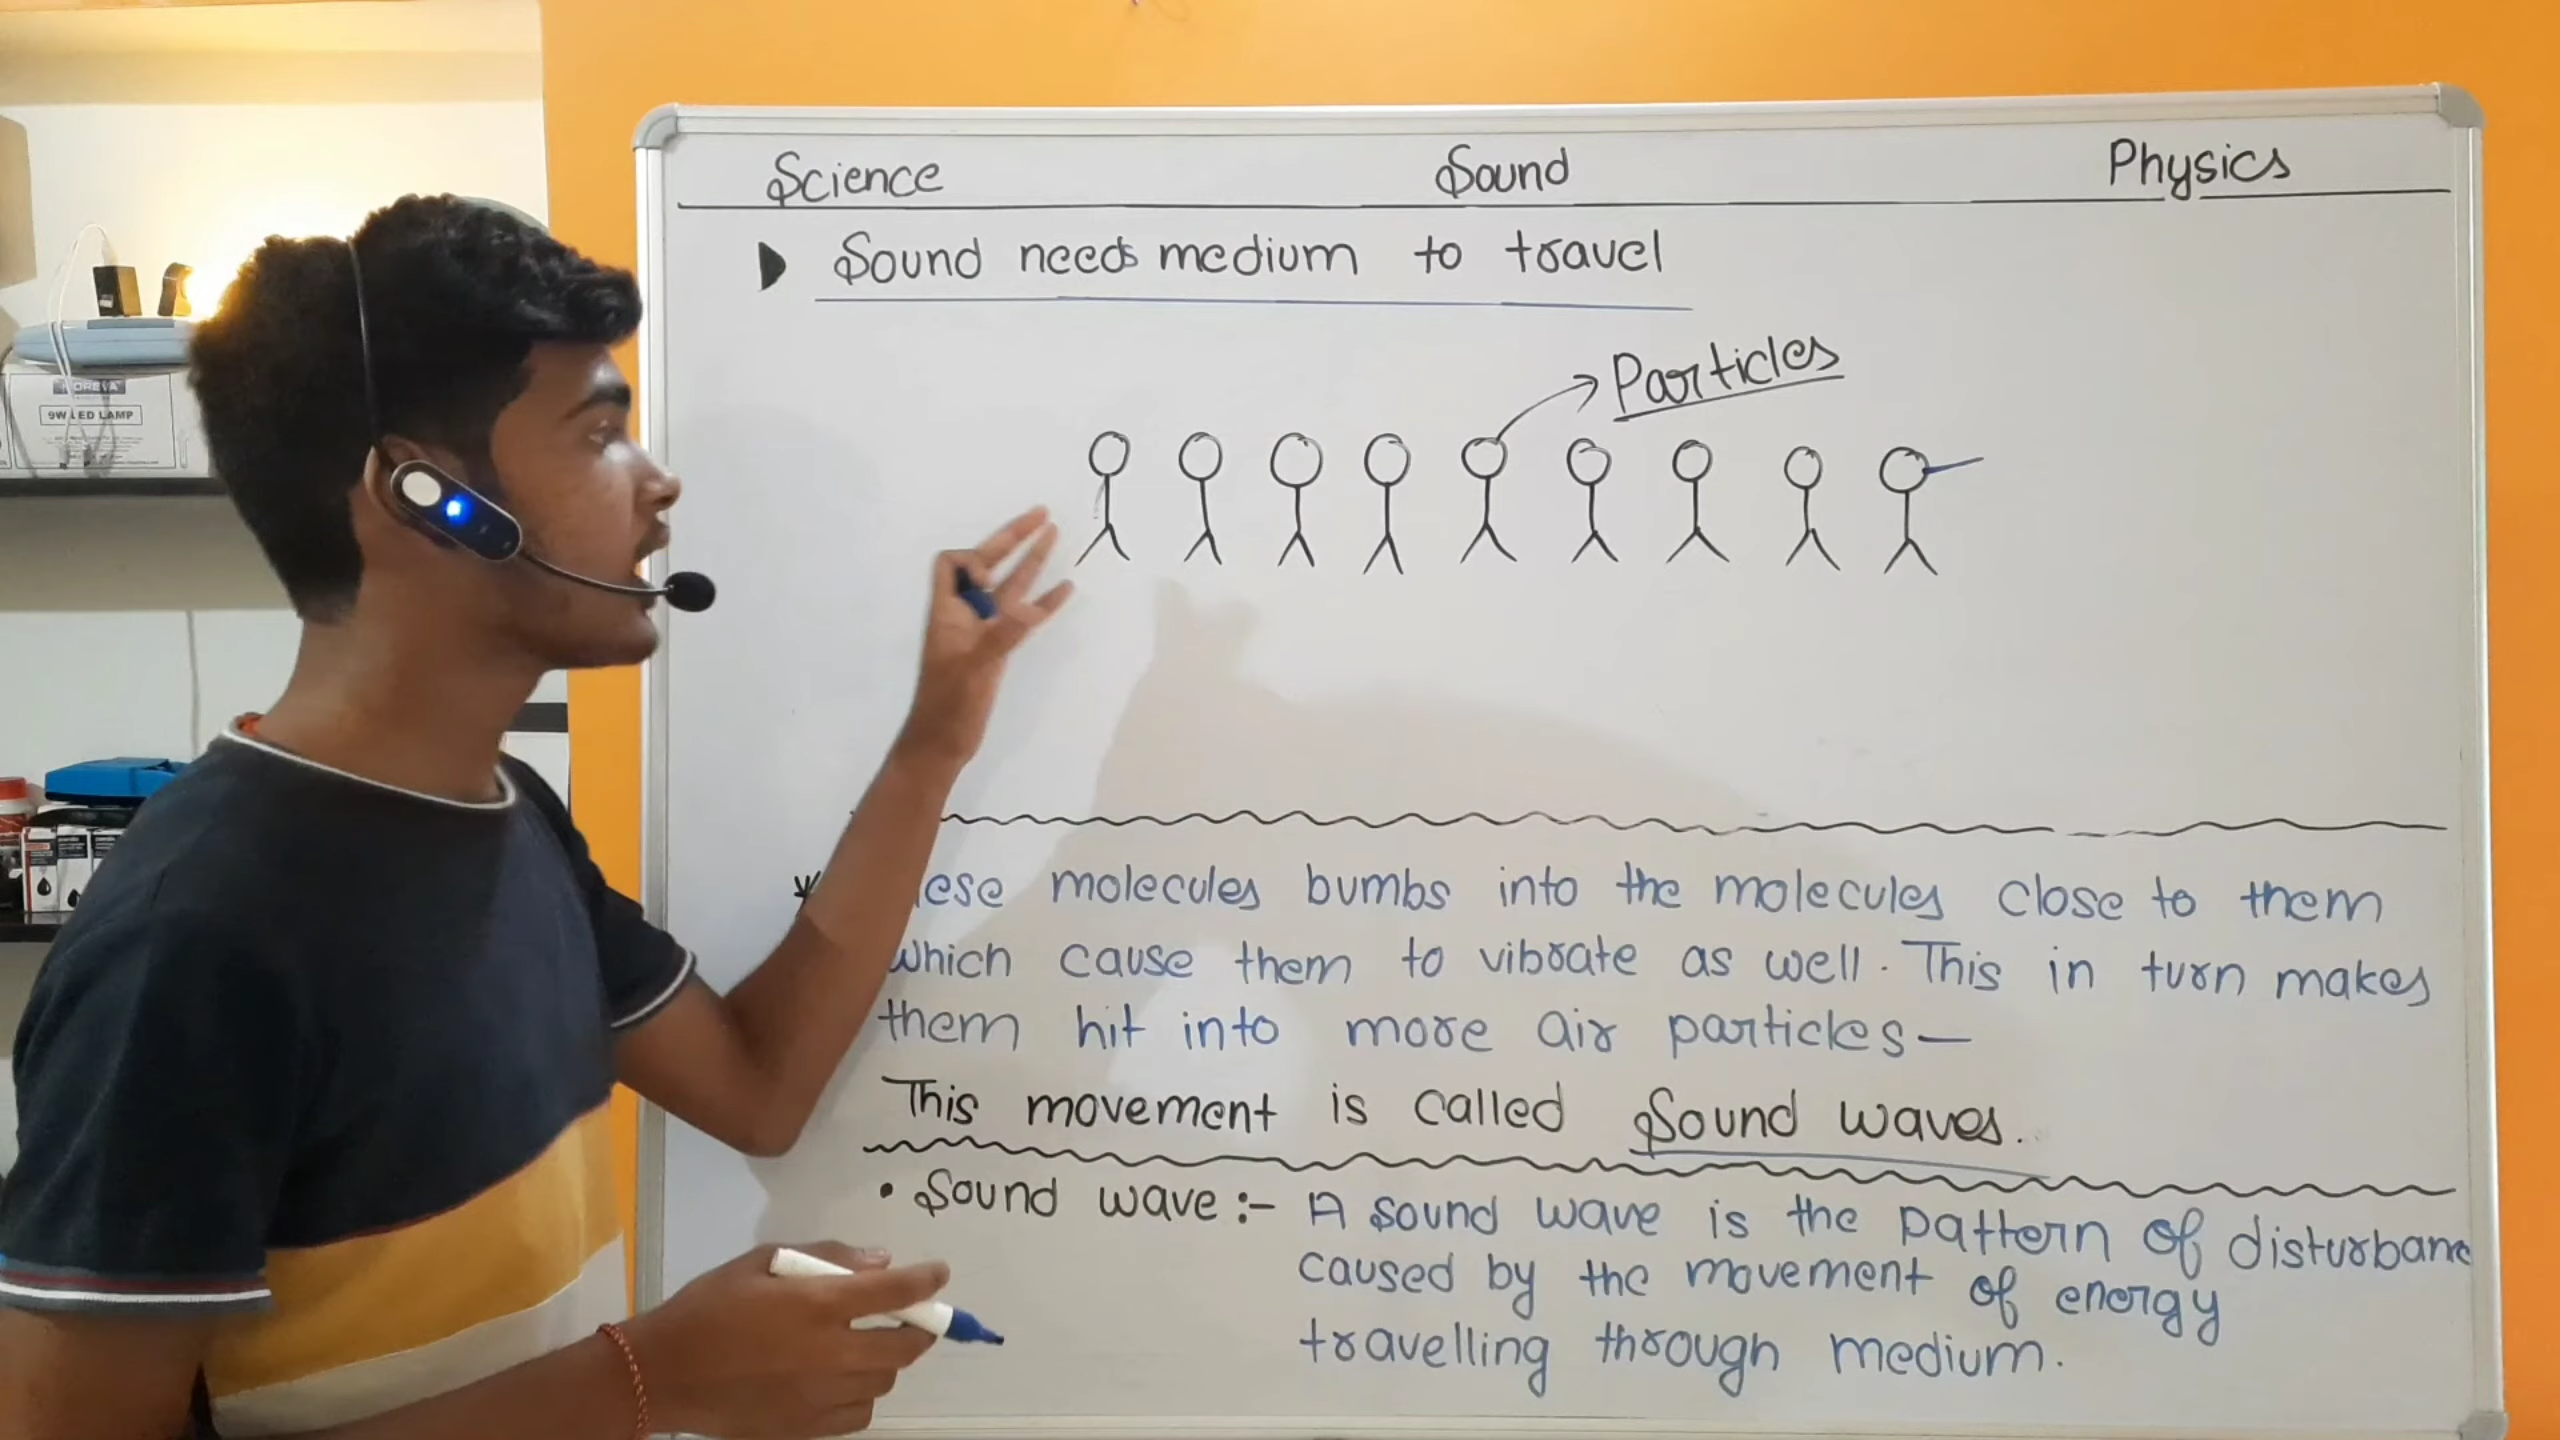 Science Sound Physics
Sound needs medium to travel
Particles
molecules bumbs into the molecules close to them
which cause them to vibrate as well. This in turn makes
them hit into more air particles—
This movement is called Sound waves.
• Sound wave :- A sound wave is the pattern of disturbanc
caused by the movement of energy
travelling through medium.
9W LED LAMP